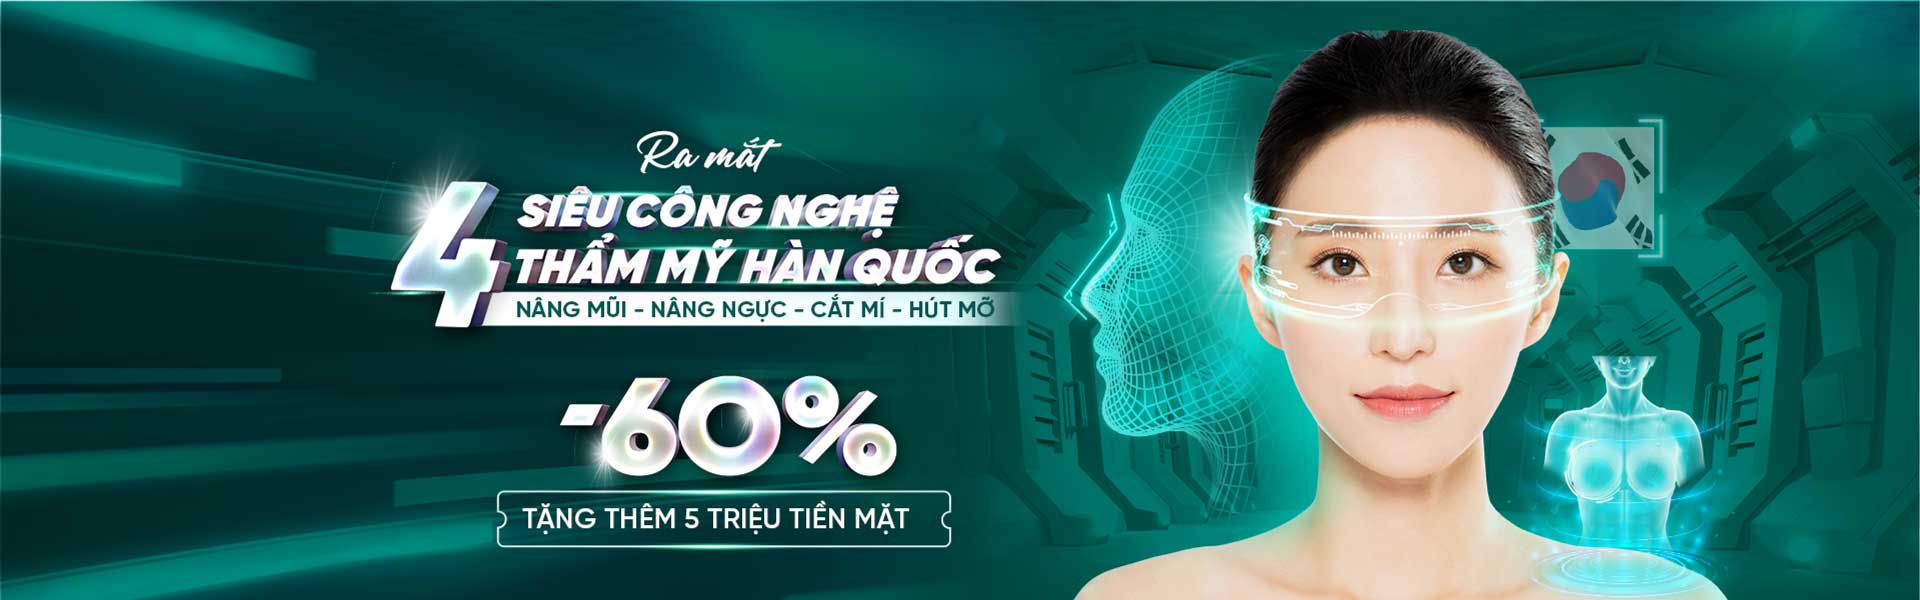 Ra mắt
4 SIÊU CÔNG NGHỆ
THẨM MỸ HÀN QUỐC
NÂNG MŨI - NÂNG NGỰC - CẮT MÍ - HÚT MỠ
-60%
TẶNG THÊM 5 TRIỆU TIỀN MẶT